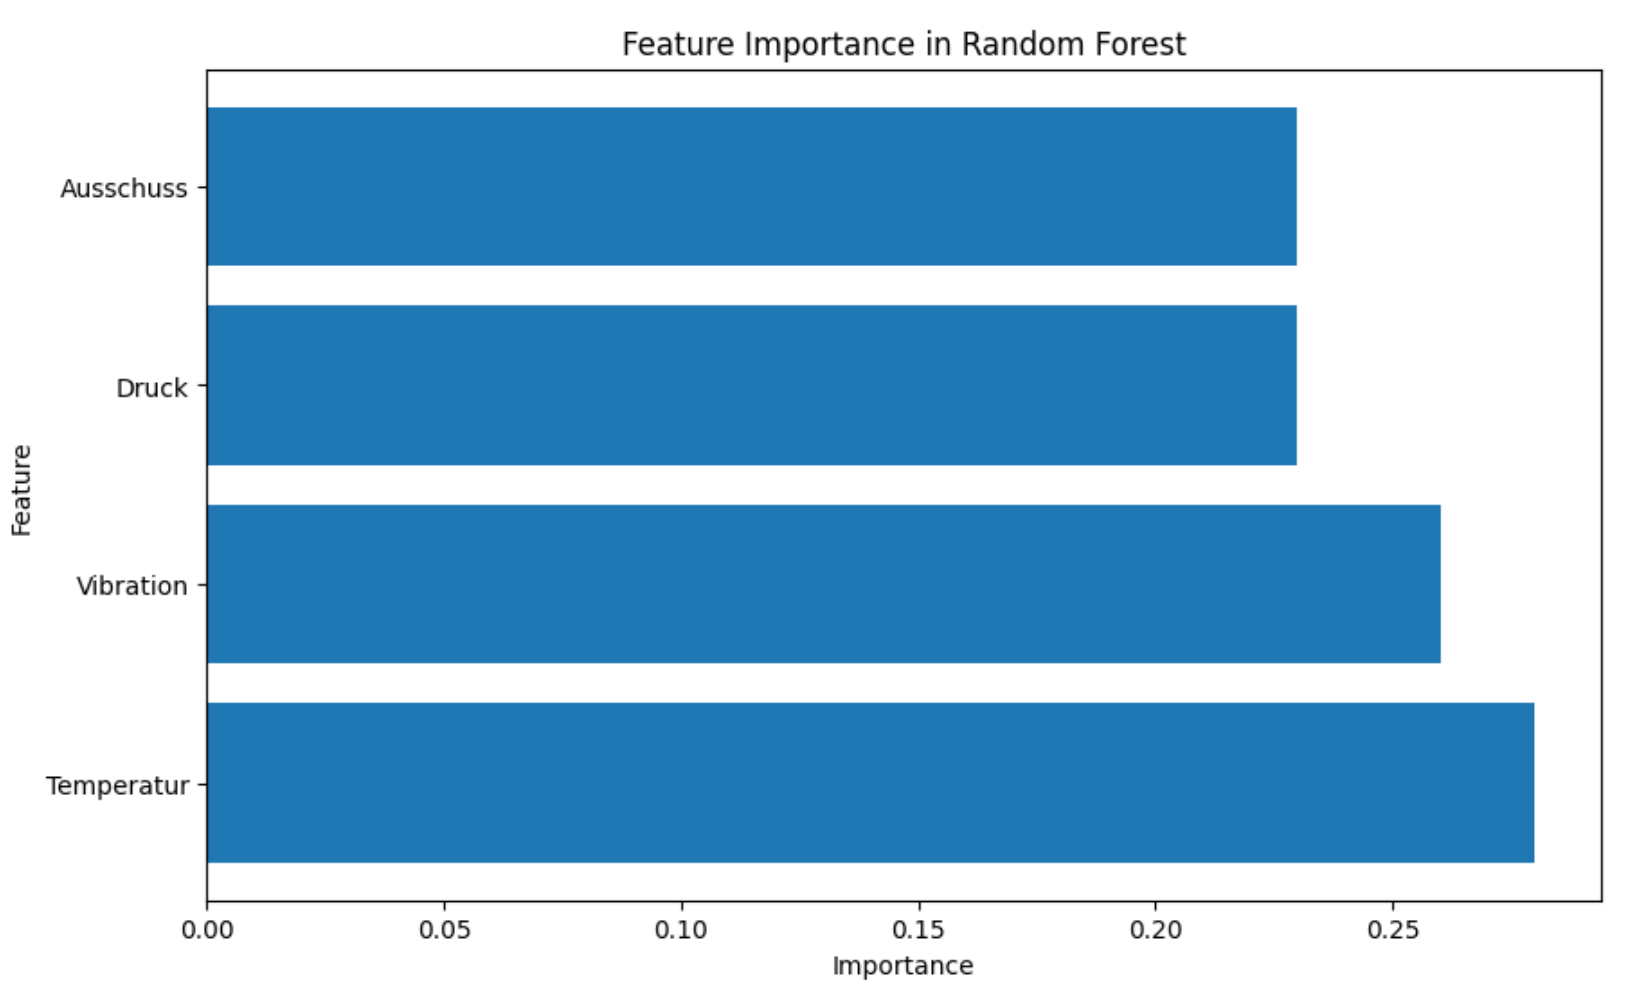 Feature Importance in Random Forest
Ausschuss
Druck
Vibration
Temperatur
Feature
0.00 0.05 0.10 0.15 0.20 0.25
Importance